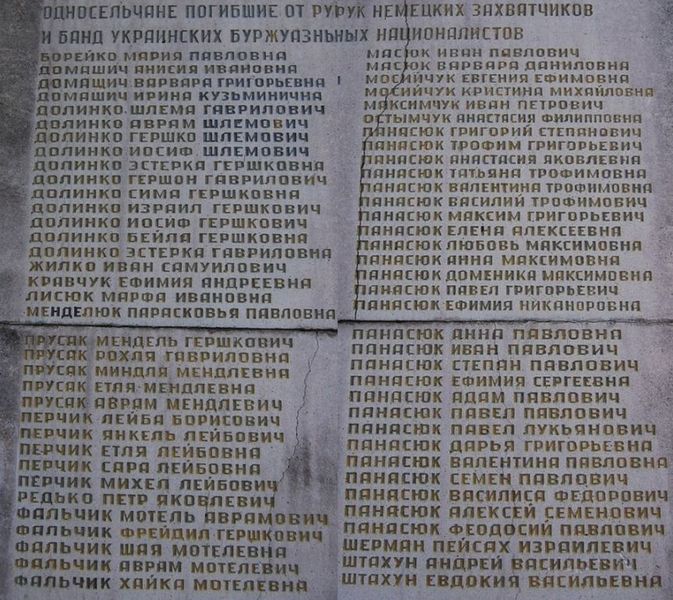 ОДНОСЕЛЬЧАНЕ ПОГИБШИЕ ОТ РУРУК НЕМЕЦКИХ ЗАХВАТЧИКОВ
И БАНД УКРАИНСКИХ БУРЖУАЗНЬНЫХ НАЦИОНАЛИСТОВ
БОРЕЙКО МАРИЯ ПАВЛОВНА
ДОМАШИЧ АНИСИЯ ИВАНОВНА
ДОМАЩИЧ ВАРВАРА ГРИГОРЬЕВНА
ДОМАШИЧ ИРИНА КУЗЬМИНИЧНА
ДОЛИНКО ШЛЕМА ГАВРИЛОВИЧ
ДОЛИНКО АВРАМ ШЛЕМОВИЧ
ДОЛИНКО ГЕРШКО ШЛЕМОВИЧ
ДОЛИНКО ИОСИФ ШЛЕМОВИЧ
ДОЛИНКО ЭСТЕРКА ГЕРШКОВНА
ДОЛИНКО ГЕРШОН ГАВРИЛОВИЧ
ДОЛИНКО СИМА ГЕРШКОВНА
ДОЛИНКО ИЗРАИЛ ГЕРШКОВИЧ
ДОЛИНКО ИОСИФ ГЕРШКОВИЧ
ДОЛИНКО БЕЙЛА ГЕРШКОВНА
ДОЛИНКО ЭСТЕРКА ГАВРИЛОВНА
ЖИЛКО ИВАН САМУИЛОВИЧ
КРАВЧУК ЕФИМИЯ АНДРЕЕВНА
ЛИСЮК МАРФА ИВАНОВНА
МЕНДЕЛЮК ПАРАСКОВЬЯ ПАВЛОВНА
ПРУСАК МЕНДЕЛЬ ГЕРШКОВИЧ
ПРУСАК РОХЛЯ ГАВРИЛОВНА
ПРУСАК МИНДЛЯ МЕНДЛЕВНА
ПРУСАК ЕТЛЯ МЕНДЛЕВНА
ПРУСАК АВРАМ МЕНДЛЕВИЧ
ПЕРЧИК ЛЕЙБА БОРИСОВИЧ
ПЕРЧИК ЯНКЕЛЬ ЛЕЙБОВИЧ
ПЕРЧИК ЕТЛЯ ЛЕЙБОВНА
ПЕРЧИК САРА ЛЕЙБОВНА
ПЕРЧИК МИХЕЛ ЛЕЙБОВИЧ
РЕДЬКО ПЕТР ЯКОВЛЕВИЧ
ФАЛЬЧИК МОТЕЛЬ АВРАМОВИЧ
ФАЛЬЧИК ФРЕЙДИЛ ГЕРШКОВИЧ
ФАЛЬЧИК ШАЯ МОТЕЛЕВНА
ФАЛЬЧИК АВРАМ МОТЕЛЕВИЧ
ФАЛЬЧИК ХАЙКА МОТЕЛЕВНА
МАСЮК ИВАН ПАВЛОВИЧ
МАСЮК ВАРВАРА ДАНИЛОВНА
МОСИЙЧУК ЕВГЕНИЯ ЕФИМОВНА
МОСИЙЧУК КРИСТИНА МИХАЙЛОВНА
МАКСИМЧУК ИВАН ПЕТРОВИЧ
ОСТЫМЧУК АНАСТАСИЯ ФИЛИППОВНА
ПАНАСЮК ГРИГОРИЙ СТЕПАНОВИЧ
ПАНАСЮК ТРОФИМ ГРИГОРЬЕВИЧ
ПАНАСЮК АНАСТАСИЯ ЯКОВЛЕВНА
ПАНАСЮК ТАТЬЯНА ТРОФИМОВНА
ПАНАСЮК ВАЛЕНТИНА ТРОФИМОВНА
ПАНАСЮК ВАСИЛИЙ ТРОФИМОВИЧ
ПАНАСЮК МАКСИМ ГРИГОРЬЕВИЧ
ПАНАСЮК ЕЛЕНА АЛЕКСЕЕВНА
ПАНАСЮК ЛЮБОВЬ МАКСИМОВНА
ПАНАСЮК АННА МАКСИМОВНА
ПАНАСЮК ДОМЕНИКА МАКСИМОВНА
ПАНАСЮК ПАВЕЛ ГРИГОРЬЕВИЧ
ПАНАСЮК ЕФИМИЯ НИКАНОРОВНА
ПАНАСЮК АННА ПАВЛОВНА
ПАНАСЮК ИВАН ПАВЛОВИЧ
ПАНАСЮК СТЕПАН ПАВЛОВИЧ
ПАНАСЮК ЕФИМИЯ СЕРГЕЕВНА
ПАНАСЮК АДАМ ПАВЛОВИЧ
ПАНАСЮК ПАВЕЛ ПАВЛОВИЧ
ПАНАСЮК ПАВЕЛ ЛУКЬЯНОВИЧ
ПАНАСЮК ДАРЬЯ ГРИГОРЬЕВНА
ПАНАСЮК ВАЛЕНТИНА ПАВЛОВНА
ПАНАСЮК СЕМЕН ПАВЛОВИЧ
ПАНАСЮК ВАСИЛИСА ФЕДОРОВИЧ
ПАНАСЮК АЛЕКСЕЙ СЕМЕНОВИЧ
ПАНАСЮК ФЕОДОСИЙ ПАВЛОВИЧ
ШЕРМАН ПЕЙСАХ ИЗРАИЛЕВИЧ
ШТАХУН АНДРЕЙ ВАСИЛЬЕВИЧ
ШТАХУН ЕВДОКИЯ ВАСИЛЬЕВНА